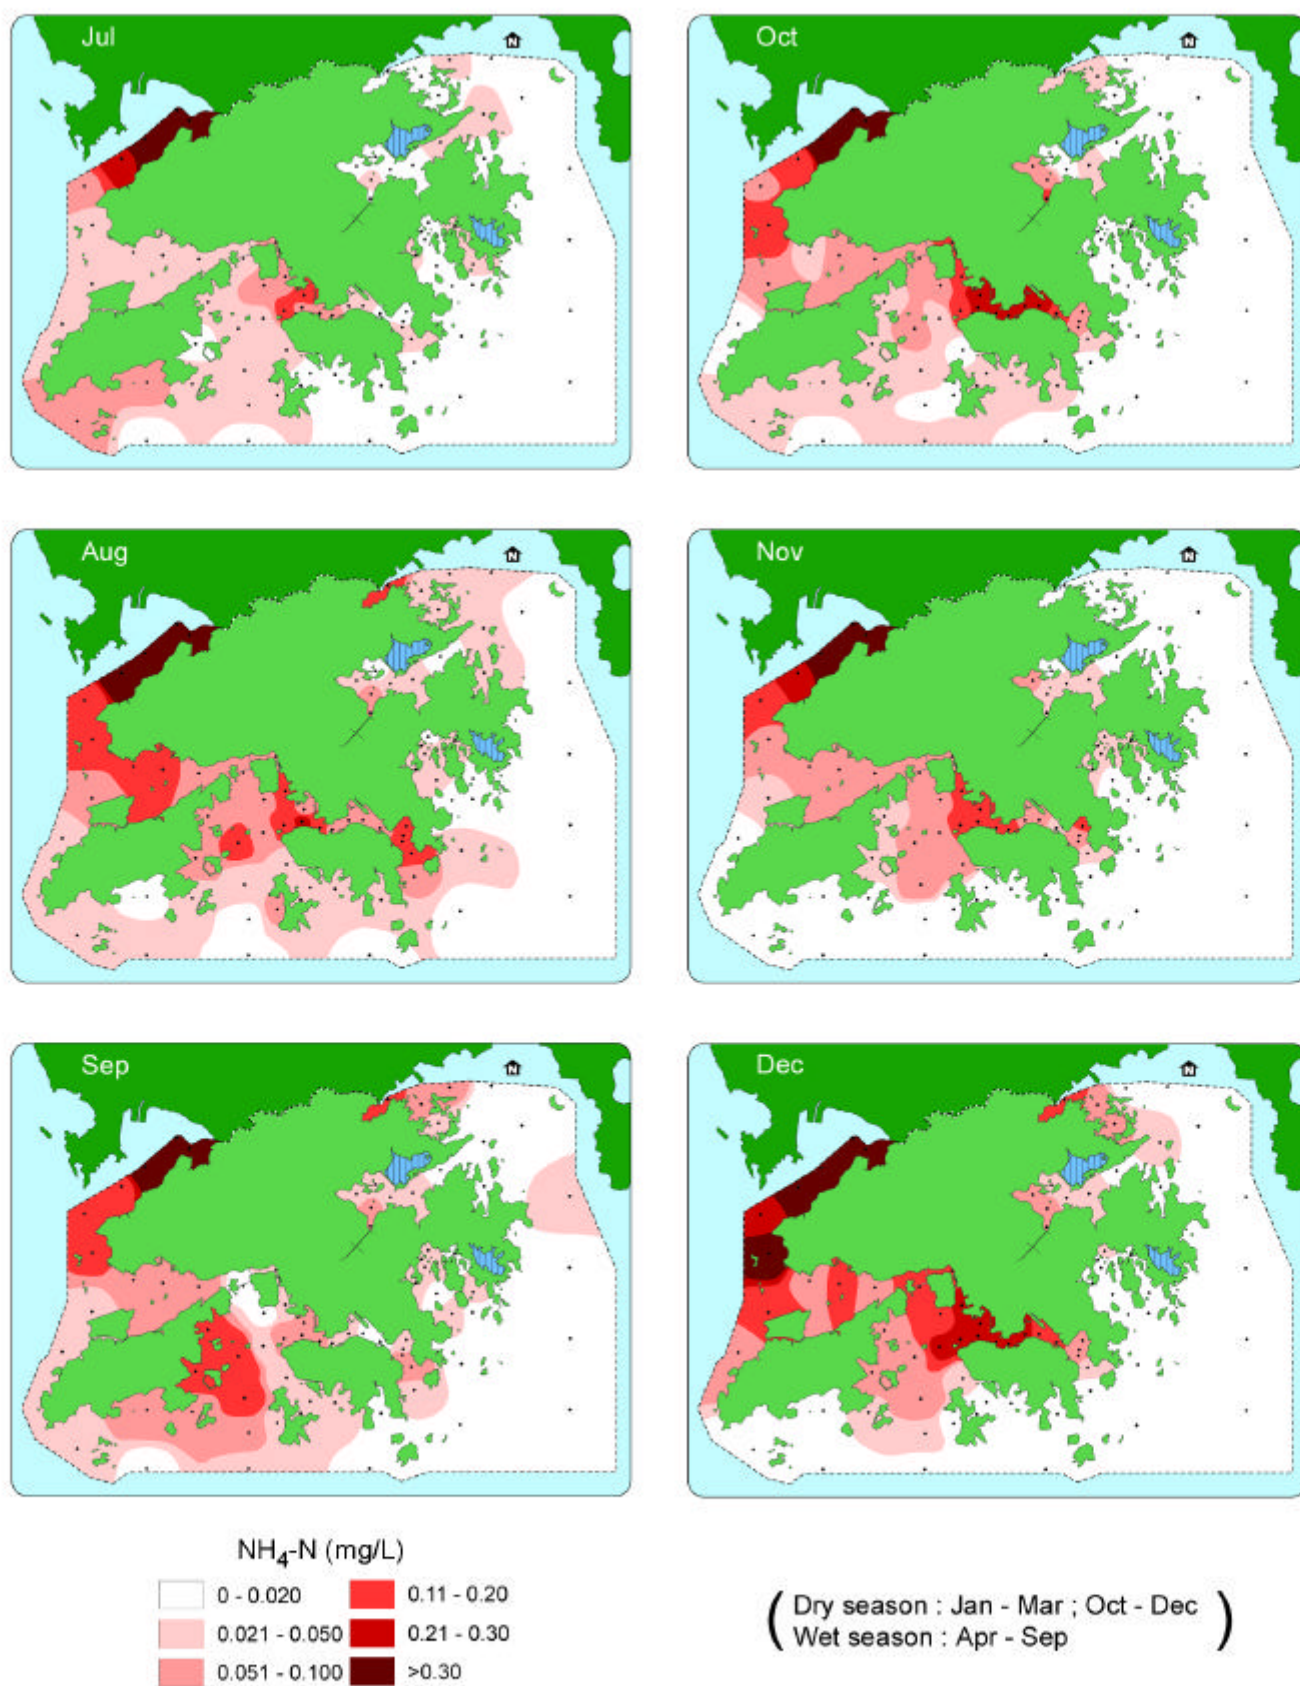 Jul
N
Oct
N
Aug
N
Nov
N
Sep
N
Dec
N
NH4-N (mg/L)
0 - 0.020
0.11 - 0.20
0.021 - 0.050
0.21 - 0.30
0.051 - 0.100
>0.30
( Dry season : Jan - Mar ; Oct - Dec
Wet season : Apr - Sep )